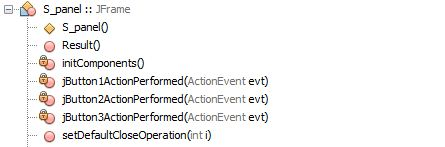 S_panel :: JFrame
S_panel()
Result()
initComponents()
jButton1ActionPerformed(ActionEvent evt)
jButton2ActionPerformed(ActionEvent evt)
jButton3ActionPerformed(ActionEvent evt)
setDefaultCloseOperation(int i)